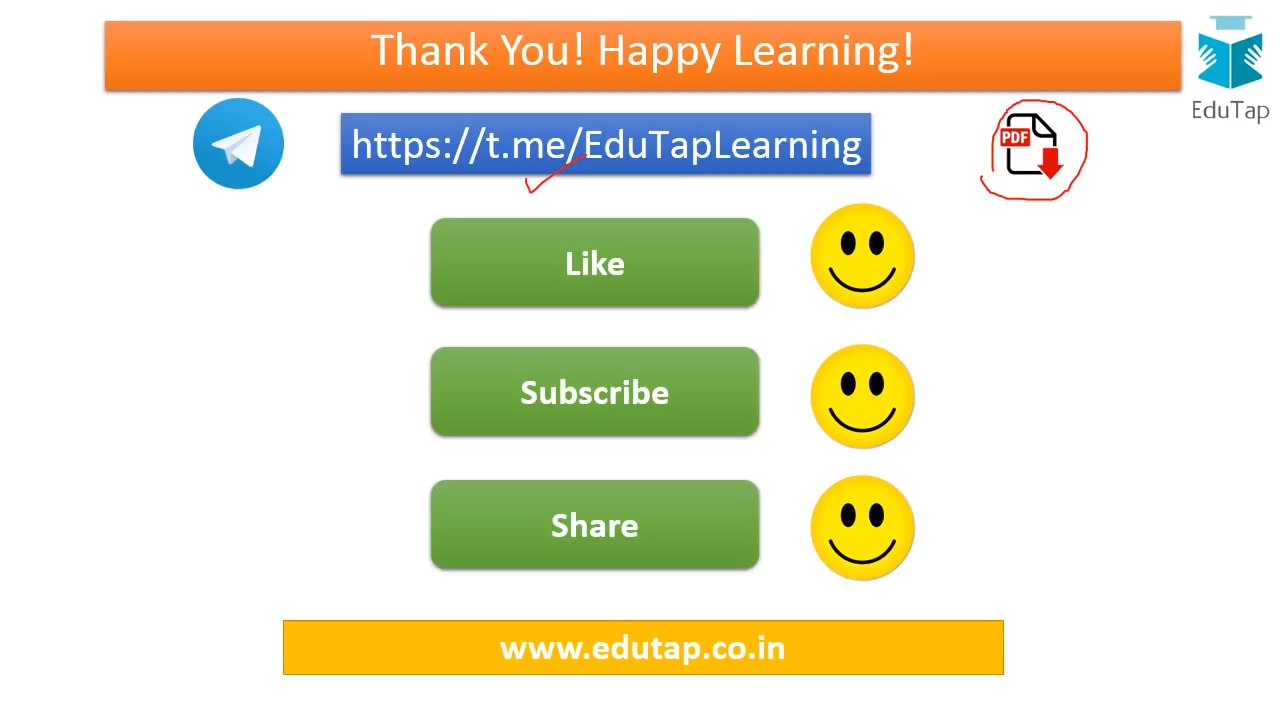 Thank You! Happy Learning!
EduTap
https://t.me/EduTapLearning
PDF
Like
Subscribe
Share
www.edutap.co.in